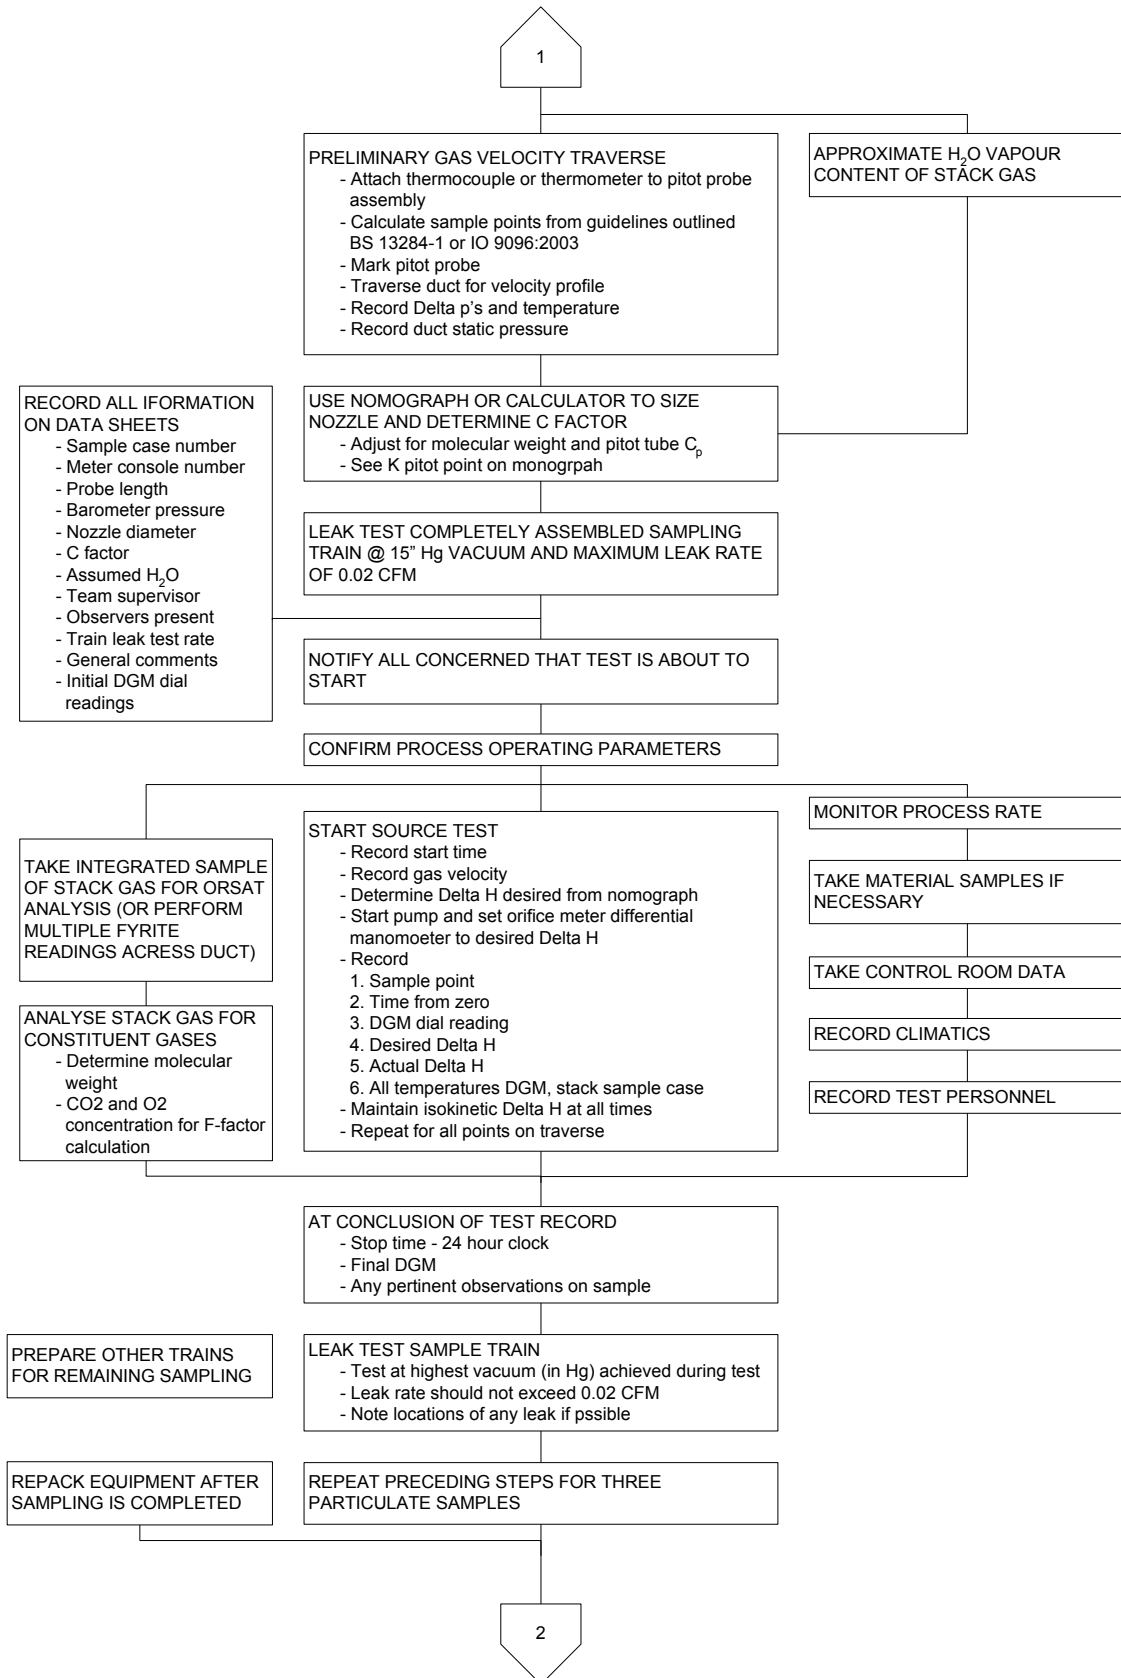 1
PRELIMINARY GAS VELOCITY TRAVERSE
- Attach thermocouple or thermometer to pitot probe
assembly
- Calculate sample points from guidelines outlined
BS 13284-1 or IO 9096:2003
- Mark pitot probe
- Traverse duct for velocity profile
- Record Delta p's and temperature
- Record duct static pressure
APPROXIMATE H2O VAPOUR
CONTENT OF STACK GAS
RECORD ALL IFORMATION
ON DATA SHEETS
- Sample case number
- Meter console number
- Probe length
- Barometer pressure
- Nozzle diameter
- C factor
- Assumed H2O
- Team supervisor
- Observers present
- Train leak test rate
- General comments
- Initial DGM dial
readings
USE NOMOGRAPH OR CALCULATOR TO SIZE
NOZZLE AND DETERMINE C FACTOR
- Adjust for molecular weight and pitot tube Cp
- See K pitot point on monogrpah
LEAK TEST COMPLETELY ASSEMBLED SAMPLING
TRAIN @ 15” Hg VACUUM AND MAXIMUM LEAK RATE
OF 0.02 CFM
NOTIFY ALL CONCERNED THAT TEST IS ABOUT TO
START
CONFIRM PROCESS OPERATING PARAMETERS
TAKE INTEGRATED SAMPLE
OF STACK GAS FOR ORSAT
ANALYSIS (OR PERFORM
MULTIPLE FYRITE
READINGS ACRESS DUCT)
ANALYSE STACK GAS FOR
CONSTITUENT GASES
- Determine molecular
weight
- CO2 and O2
concentration for F-factor
calculation
START SOURCE TEST
- Record start time
- Record gas velocity
- Determine Delta H desired from nomograph
- Start pump and set orifice meter differential
manomoeter to desired Delta H
- Record
1. Sample point
2. Time from zero
3. DGM dial reading
4. Desired Delta H
5. Actual Delta H
6. All temperatures DGM, stack sample case
- Maintain isokinetic Delta H at all times
- Repeat for all points on traverse
MONITOR PROCESS RATE
TAKE MATERIAL SAMPLES IF
NECESSARY
TAKE CONTROL ROOM DATA
RECORD CLIMATICS
RECORD TEST PERSONNEL
AT CONCLUSION OF TEST RECORD
- Stop time - 24 hour clock
- Final DGM
- Any pertinent observations on sample
PREPARE OTHER TRAINS
FOR REMAINING SAMPLING
LEAK TEST SAMPLE TRAIN
- Test at highest vacuum (in Hg) achieved during test
- Leak rate should not exceed 0.02 CFM
- Note locations of any leak if pssible
REPACK EQUIPMENT AFTER
SAMPLING IS COMPLETED
REPEAT PRECEDING STEPS FOR THREE
PARTICULATE SAMPLES
2